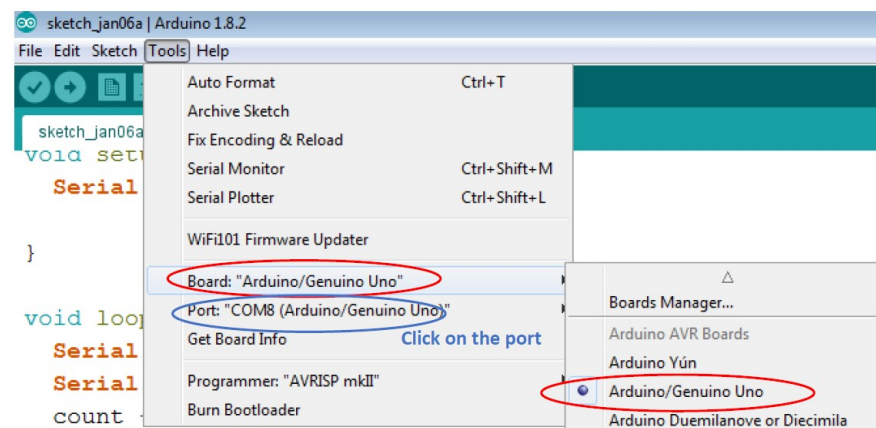 sketch_jan06a | Arduino 1.8.2
File Edit Sketch Tools Help
Auto Format Ctrl+T
Archive Sketch
sketch_jan06a
Fix Encoding & Reload
void setu
Serial Monitor Ctrl+Shift+M
Serial
Serial Plotter Ctrl+Shift+L
WiFi101 Firmware Updater
}
Board: "Arduino/Genuino Uno"
Port: "COM8 (Arduino/Genuino Uno)"
Boards Manager...
void loop
Get Board Info
Click on the port
Arduino AVR Boards
Serial
Arduino Yún
Serial
Programmer: "AVRISP mkII"
Arduino/Genuino Uno
count
Burn Bootloader
Arduino Duemilanove or Diecimila